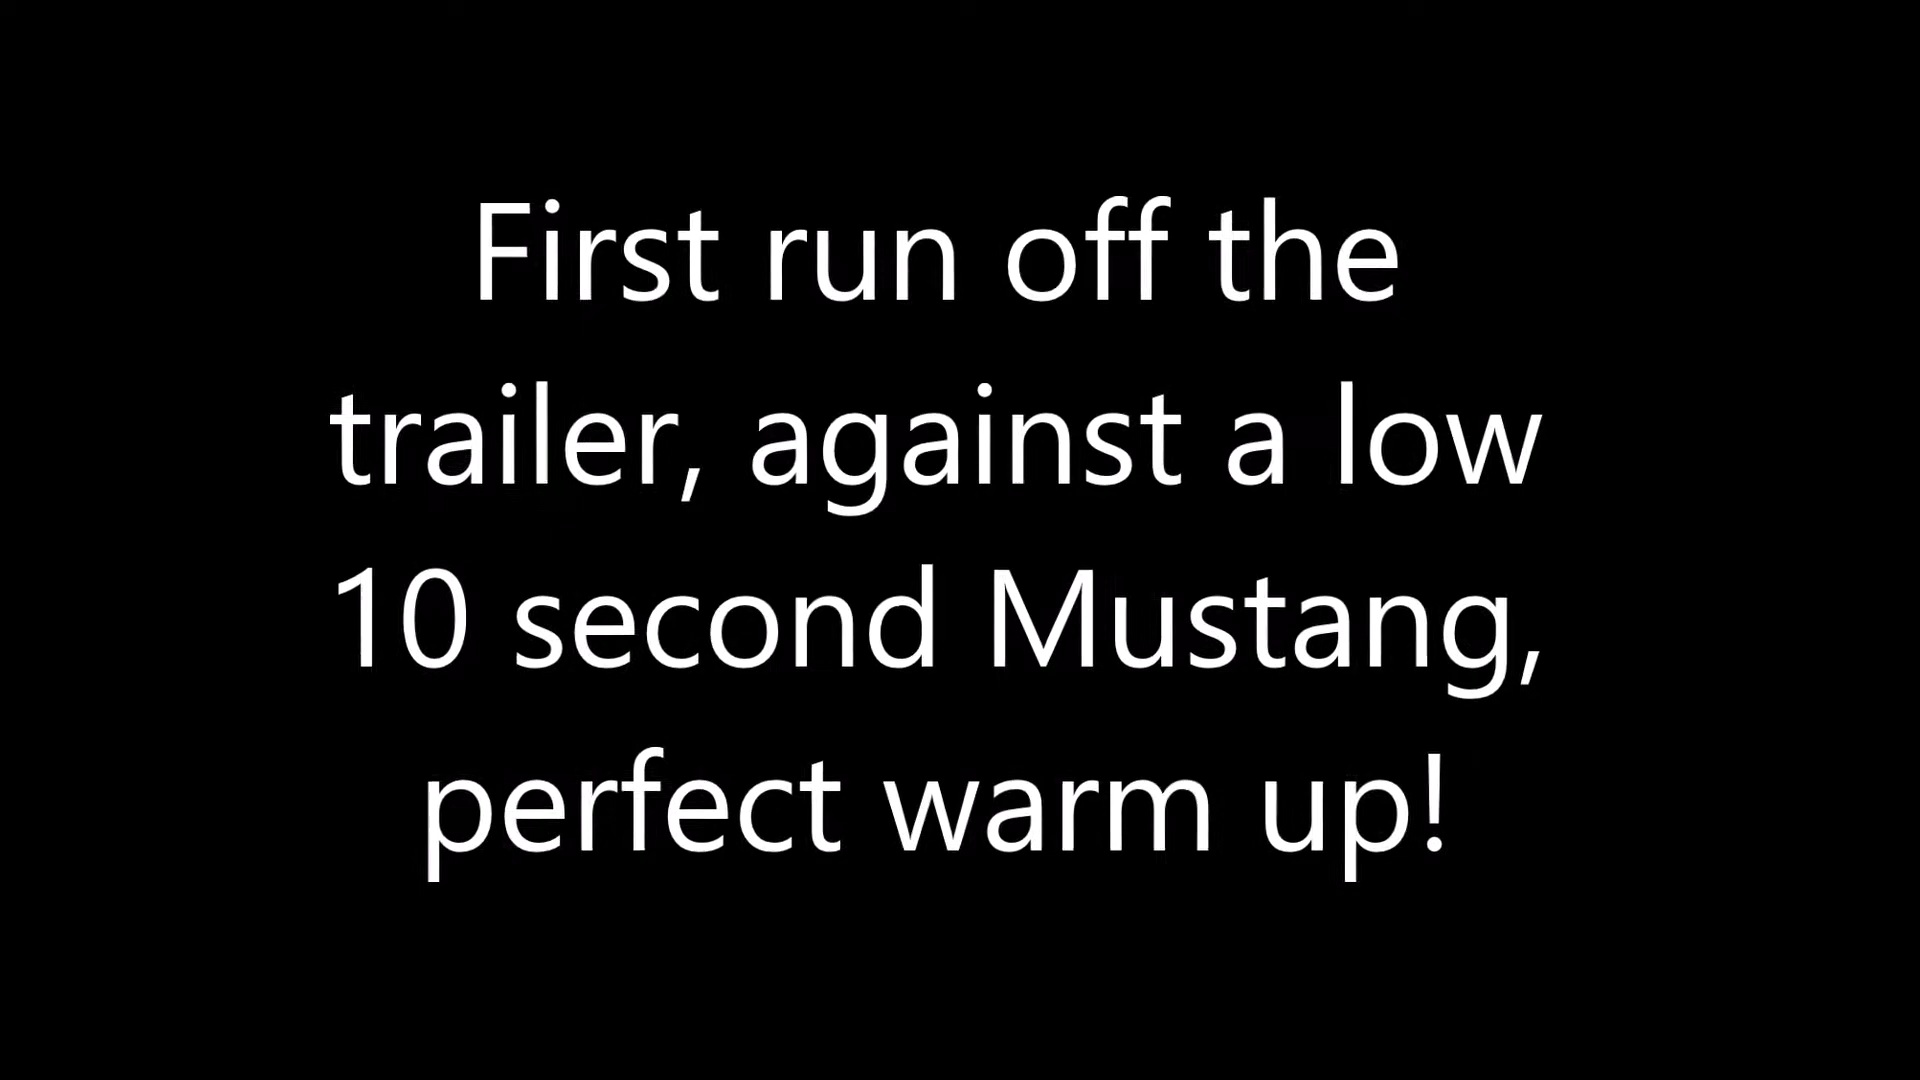 First run off the
trailer, against a low
10 second Mustang,
perfect warm up!